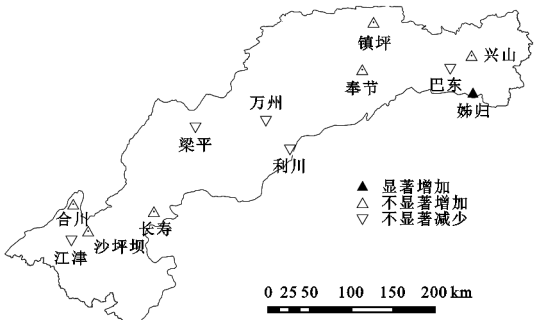 镇坪
兴山
奉节
巴东
姊归
万州
梁平
利川
显著增加
不显著增加
不显著减少
合川
长寿
沙坪坝
江津
0 25 50 100 150 200 km